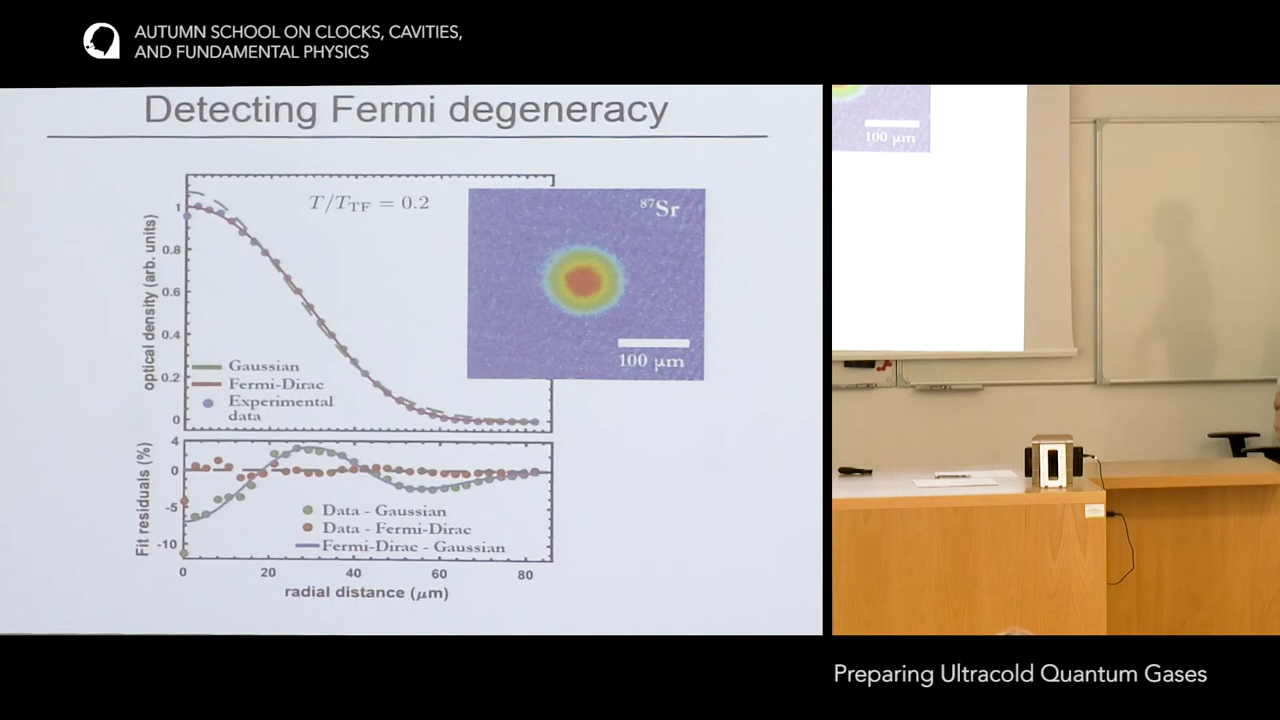 AUTUMN SCHOOL ON CLOCKS, CAVITIES,
AND FUNDAMENTAL PHYSICS
Detecting Fermi degeneracy
T/T_TF = 0.2
⁸⁷Sr
100 μm
optical density (arb. units)
1
0.8
0.6
0.4
0.2
0
Gaussian
Fermi-Dirac
Experimental
data
Fit residuals (%)
4
0
-5
-10
Data - Gaussian
Data - Fermi-Dirac
Fermi-Dirac - Gaussian
0 20 40 60 80
radial distance (μm)
100 μm
Preparing Ultracold Quantum Gases